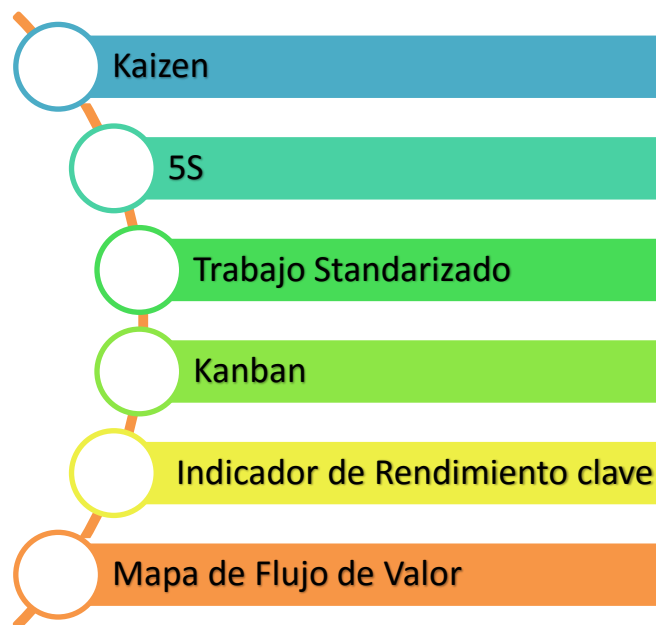 Kaizen
5S
Trabajo Standarizado
Kanban
Indicador de Rendimiento clave
Mapa de Flujo de Valor